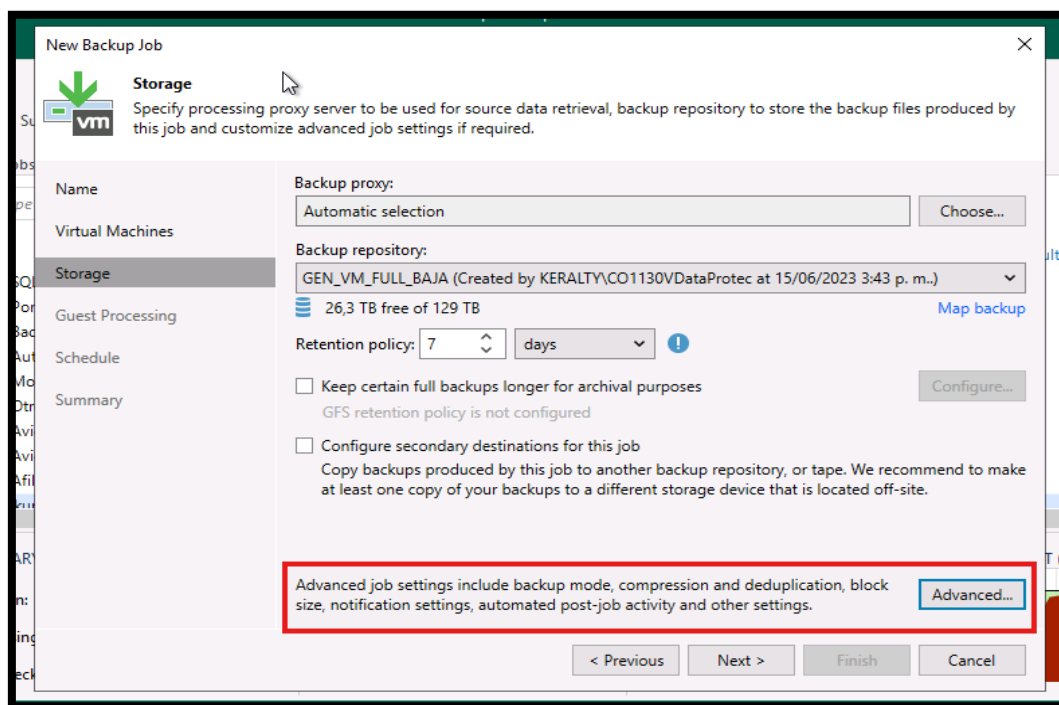 New Backup Job
Storage
Specify processing proxy server to be used for source data retrieval, backup repository to store the backup files produced by
this job and customize advanced job settings if required.
vm
Name
Virtual Machines
Storage
Guest Processing
Schedule
Summary
Backup proxy:
Automatic selection
Choose...
Backup repository:
GEN_VM_FULL_BAJA (Created by KERALTY\CO1130VDataProtec at 15/06/2023 3:43 p. m..)
26,3 TB free of 129 TB
Map backup
Retention policy: 7 days
Keep certain full backups longer for archival purposes
Configure...
GFS retention policy is not configured
Configure secondary destinations for this job
Copy backups produced by this job to another backup repository, or tape. We recommend to make
at least one copy of your backups to a different storage device that is located off-site.
Advanced job settings include backup mode, compression and deduplication, block
size, notification settings, automated post-job activity and other settings.
Advanced...
< Previous
Next >
Finish
Cancel